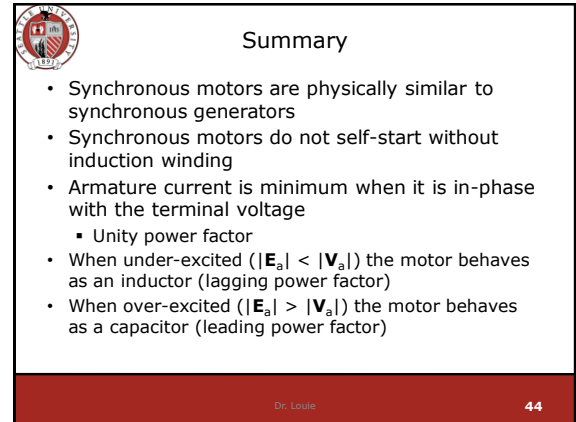 SEATTLE UNIVERSITY
1891
Summary
• Synchronous motors are physically similar to
synchronous generators
• Synchronous motors do not self-start without
induction winding
• Armature current is minimum when it is in-phase
with the terminal voltage
▪ Unity power factor
• When under-excited (|Eₐ| < |Vₐ|) the motor behaves
as an inductor (lagging power factor)
• When over-excited (|Eₐ| > |Vₐ|) the motor behaves
as a capacitor (leading power factor)
Dr. Louie
44